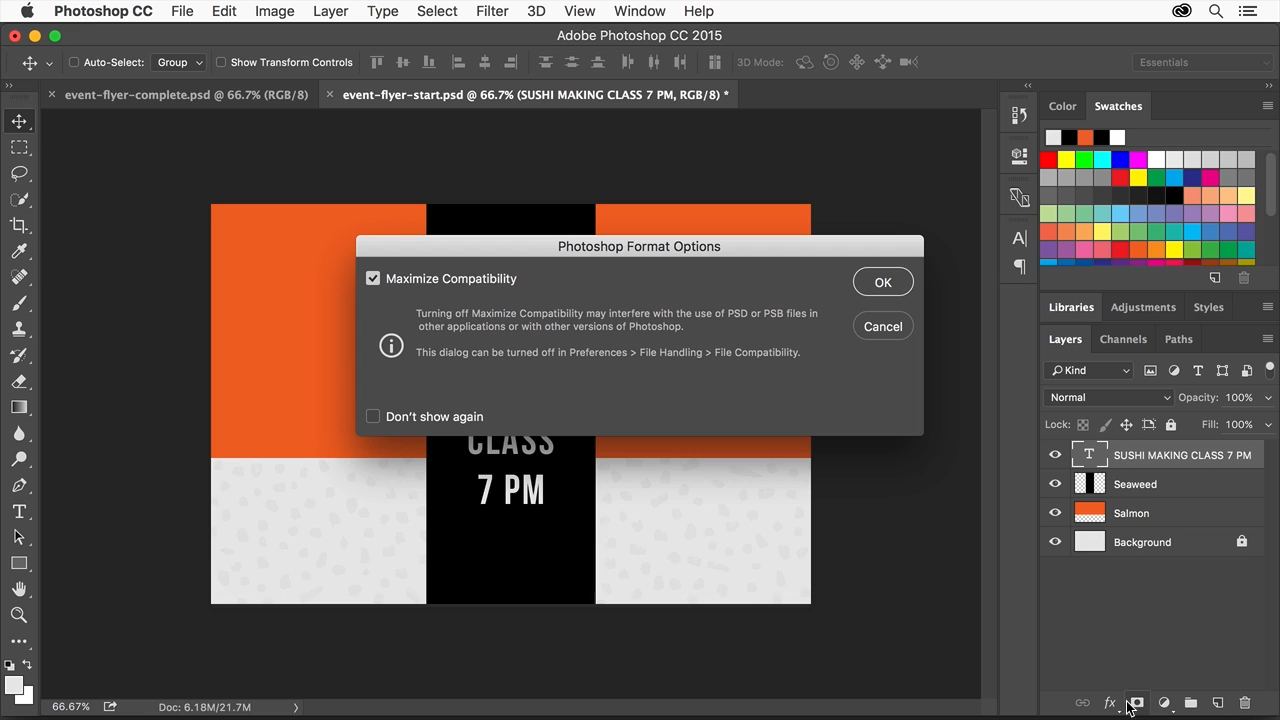 Photoshop CC File Edit Image Layer Type Select Filter 3D View Window Help
Adobe Photoshop CC 2015
Auto-Select: Group Show Transform Controls 3D Mode: Essentials
event-flyer-complete.psd @ 66.7% (RGB/8) event-flyer-start.psd @ 66.7% (SUSHI MAKING CLASS 7 PM, RGB/8) *
Color Swatches
Photoshop Format Options
Maximize Compatibility
OK
Turning off Maximize Compatibility may interfere with the use of PSD or PSB files in
other applications or with other versions of Photoshop.
Cancel
This dialog can be turned off in Preferences > File Handling > File Compatibility.
Don't show again
CLASS
7 PM
Libraries Adjustments Styles
Layers Channels Paths
Kind
Normal Opacity: 100%
Lock: Fill: 100%
SUSHI MAKING CLASS 7 PM
Seaweed
Salmon
Background
fx
66.67% Doc: 6.18M/21.7M